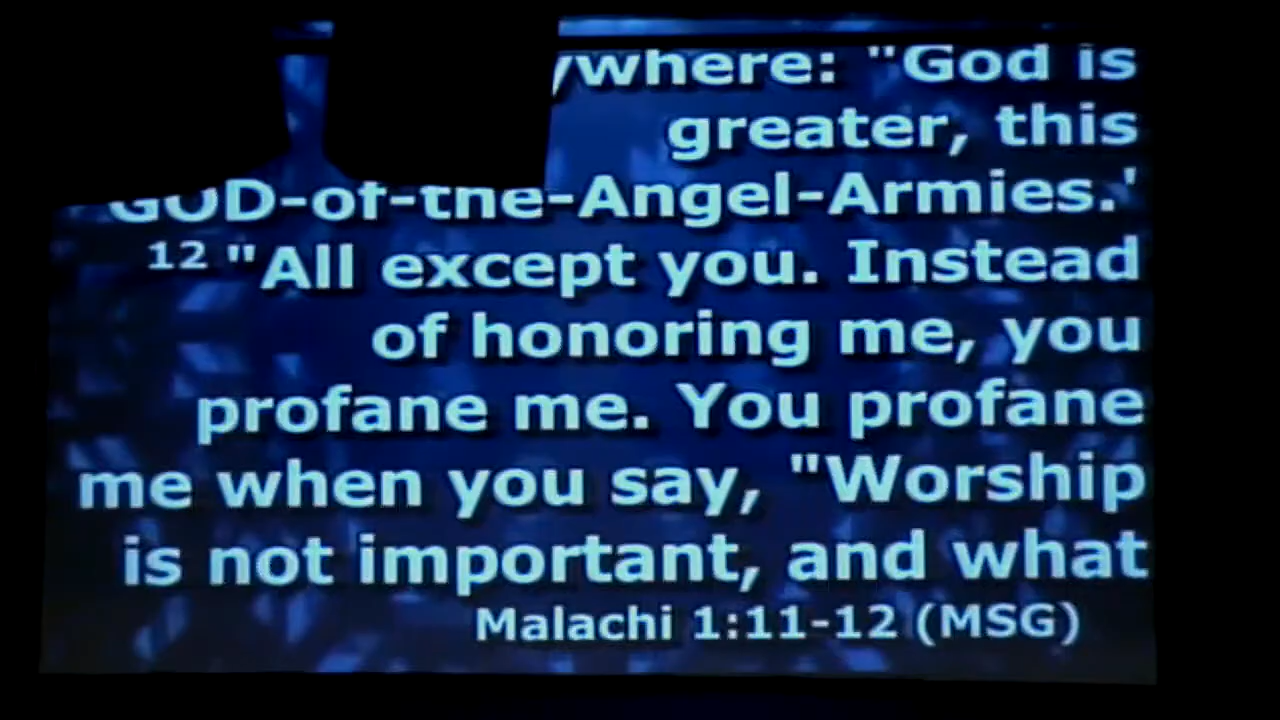 ywhere: "God is
greater, this
GOD-of-the-Angel-Armies.'
12 "All except you. Instead
of honoring me, you
profane me. You profane
me when you say, "Worship
is not important, and what
Malachi 1:11-12 (MSG)